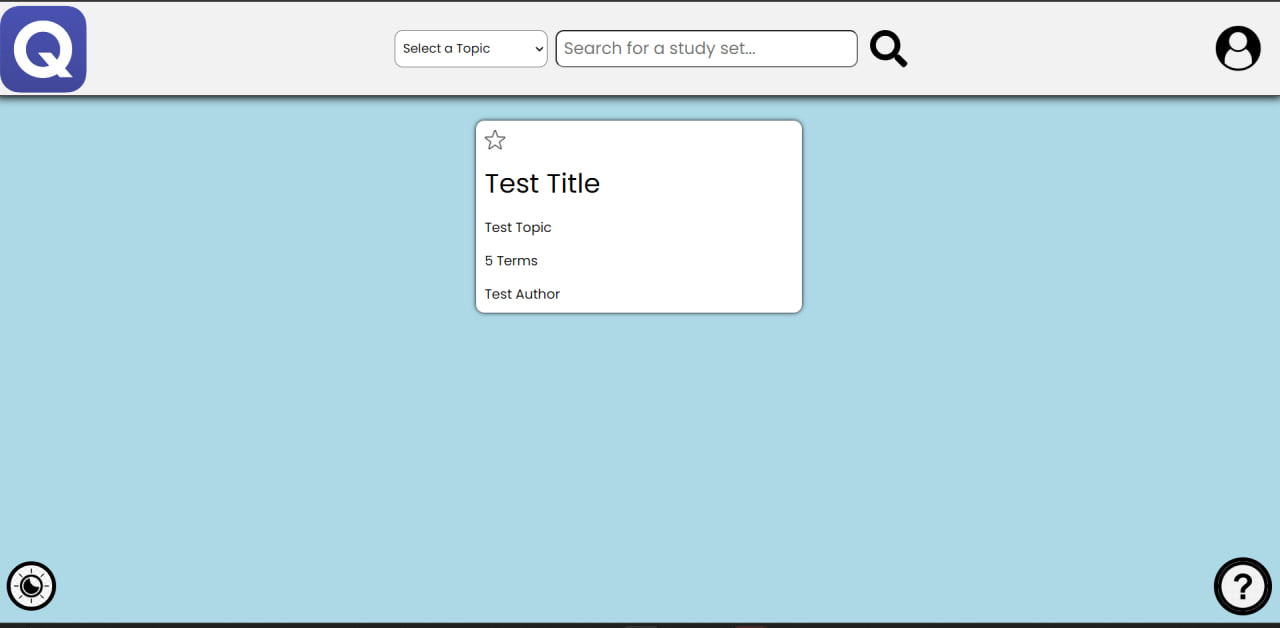 Q
Select a Topic
Search for a study set...
Test Title
Test Topic
5 Terms
Test Author
?